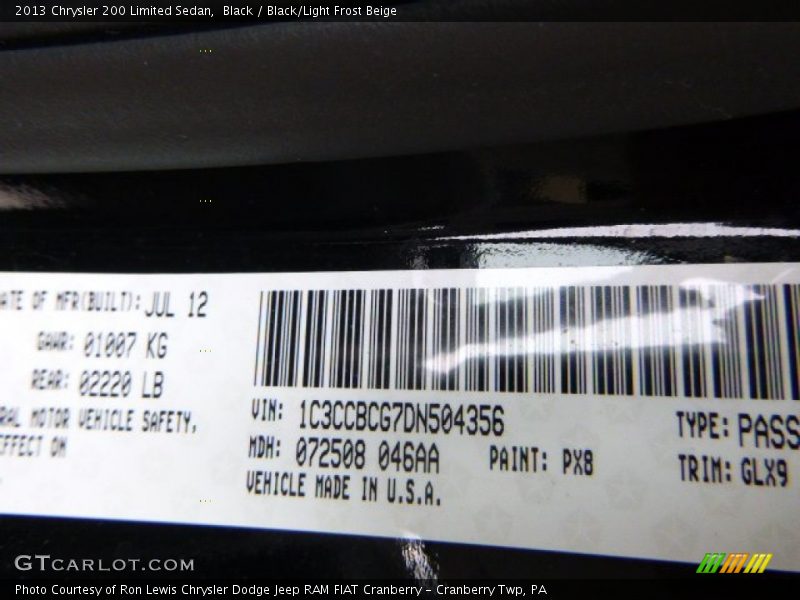 2013 Chrysler 200 Limited Sedan,  Black / Black/Light Frost Beige
ATE OF MFR(BUILT): JUL 12
GAWR: 01007 KG
REAR: 02220 LB
RAL MOTOR VEHICLE SAFETY,
EFFECT ON
VIN: 1C3CCBCG7DN504356
TYPE: PASS
MDH: 072508 046AA
PAINT: PX8
TRIM: GLX9
VEHICLE MADE IN U.S.A.
GTCARLOT.COM
Photo Courtesy of Ron Lewis Chrysler Dodge Jeep RAM FIAT Cranberry - Cranberry Twp, PA